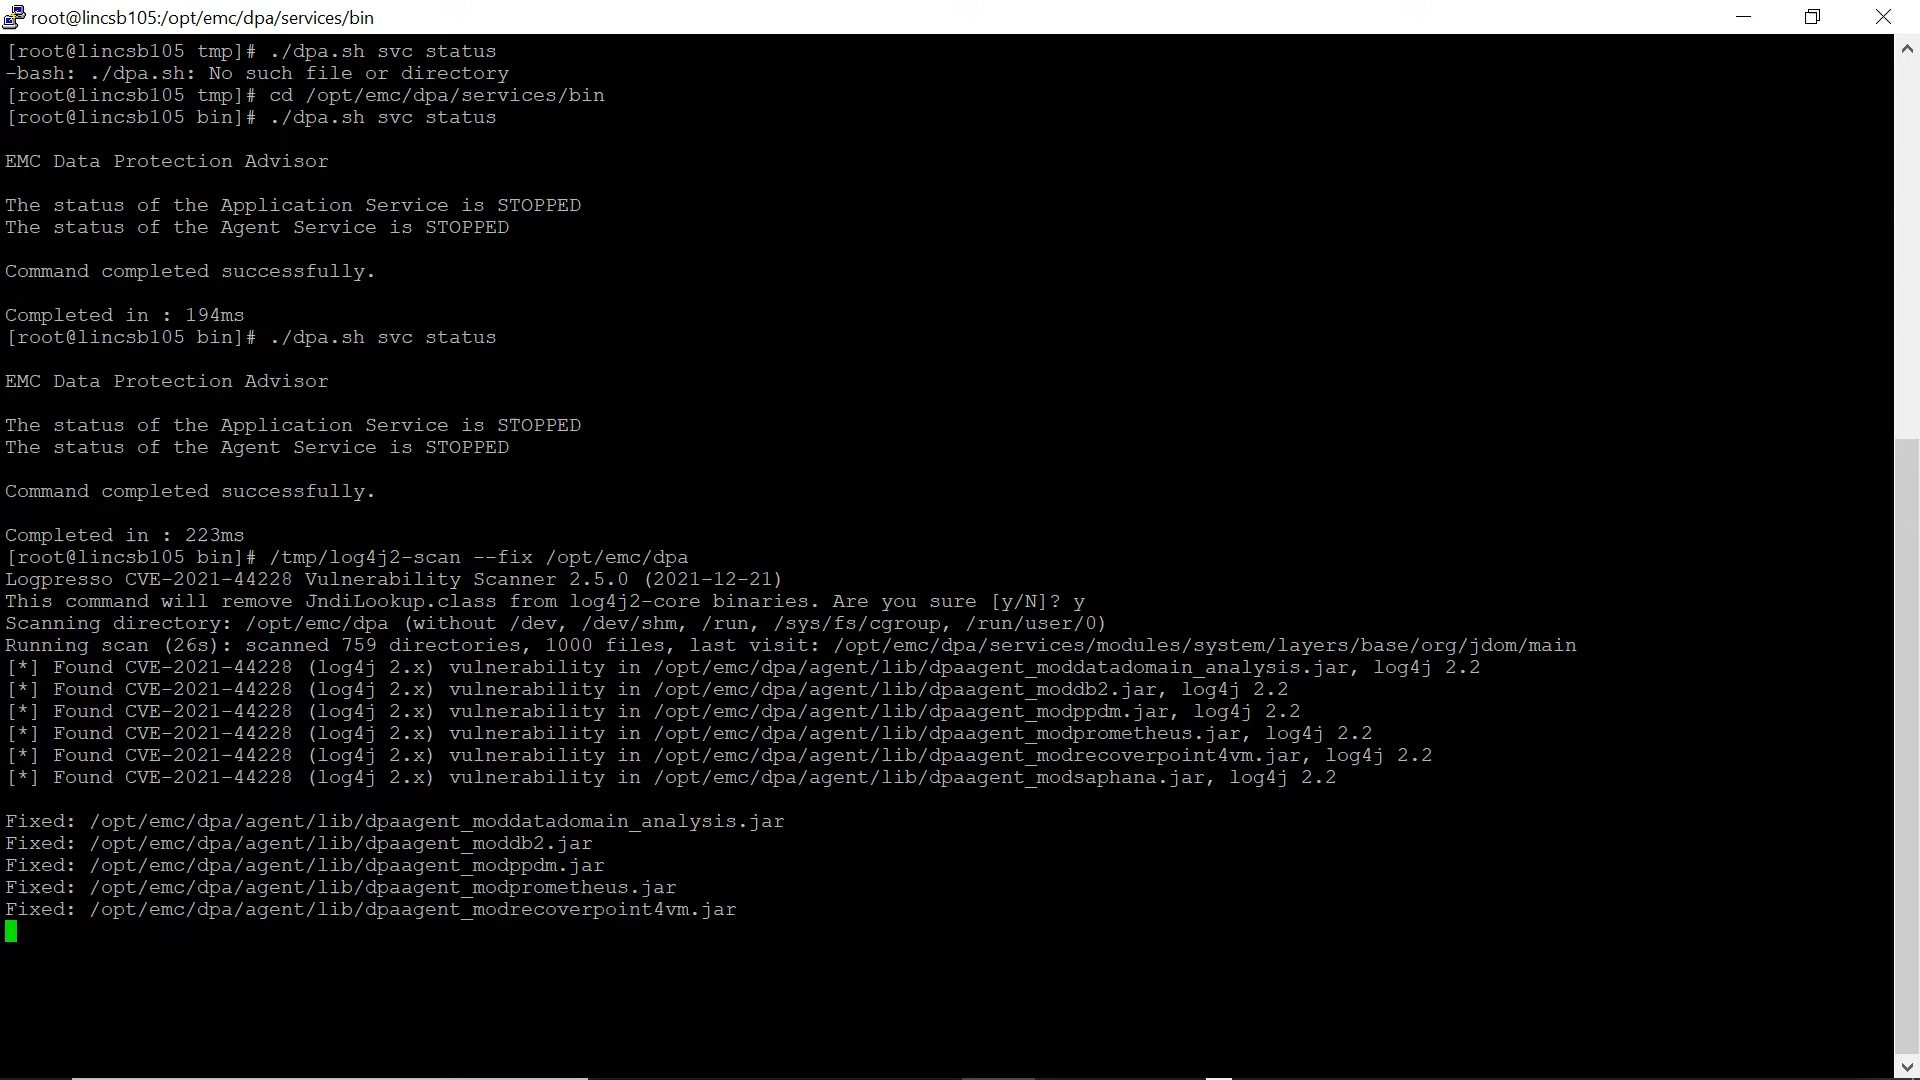 root@lincsb105:/opt/emc/dpa/services/bin
[root@lincsb105 tmp]# ./dpa.sh svc status
-bash: ./dpa.sh: No such file or directory
[root@lincsb105 tmp]# cd /opt/emc/dpa/services/bin
[root@lincsb105 bin]# ./dpa.sh svc status
EMC Data Protection Advisor
The status of the Application Service is STOPPED
The status of the Agent Service is STOPPED
Command completed successfully.
Completed in : 194ms
[root@lincsb105 bin]# ./dpa.sh svc status
EMC Data Protection Advisor
The status of the Application Service is STOPPED
The status of the Agent Service is STOPPED
Command completed successfully.
Completed in : 223ms
[root@lincsb105 bin]# /tmp/log4j2-scan --fix /opt/emc/dpa
Logpresso CVE-2021-44228 Vulnerability Scanner 2.5.0 (2021-12-21)
This command will remove JndiLookup.class from log4j2-core binaries. Are you sure [y/N]? y
Scanning directory: /opt/emc/dpa (without /dev, /dev/shm, /run, /sys/fs/cgroup, /run/user/0)
Running scan (26s): scanned 759 directories, 1000 files, last visit: /opt/emc/dpa/services/modules/system/layers/base/org/jdom/main
[*] Found CVE-2021-44228 (log4j 2.x) vulnerability in /opt/emc/dpa/agent/lib/dpaagent_moddatadomain_analysis.jar, log4j 2.2
[*] Found CVE-2021-44228 (log4j 2.x) vulnerability in /opt/emc/dpa/agent/lib/dpaagent_moddb2.jar, log4j 2.2
[*] Found CVE-2021-44228 (log4j 2.x) vulnerability in /opt/emc/dpa/agent/lib/dpaagent_modppdm.jar, log4j 2.2
[*] Found CVE-2021-44228 (log4j 2.x) vulnerability in /opt/emc/dpa/agent/lib/dpaagent_modprometheus.jar, log4j 2.2
[*] Found CVE-2021-44228 (log4j 2.x) vulnerability in /opt/emc/dpa/agent/lib/dpaagent_modrecoverpoint4vm.jar, log4j 2.2
[*] Found CVE-2021-44228 (log4j 2.x) vulnerability in /opt/emc/dpa/agent/lib/dpaagent_modsaphana.jar, log4j 2.2
Fixed: /opt/emc/dpa/agent/lib/dpaagent_moddatadomain_analysis.jar
Fixed: /opt/emc/dpa/agent/lib/dpaagent_moddb2.jar
Fixed: /opt/emc/dpa/agent/lib/dpaagent_modppdm.jar
Fixed: /opt/emc/dpa/agent/lib/dpaagent_modprometheus.jar
Fixed: /opt/emc/dpa/agent/lib/dpaagent_modrecoverpoint4vm.jar